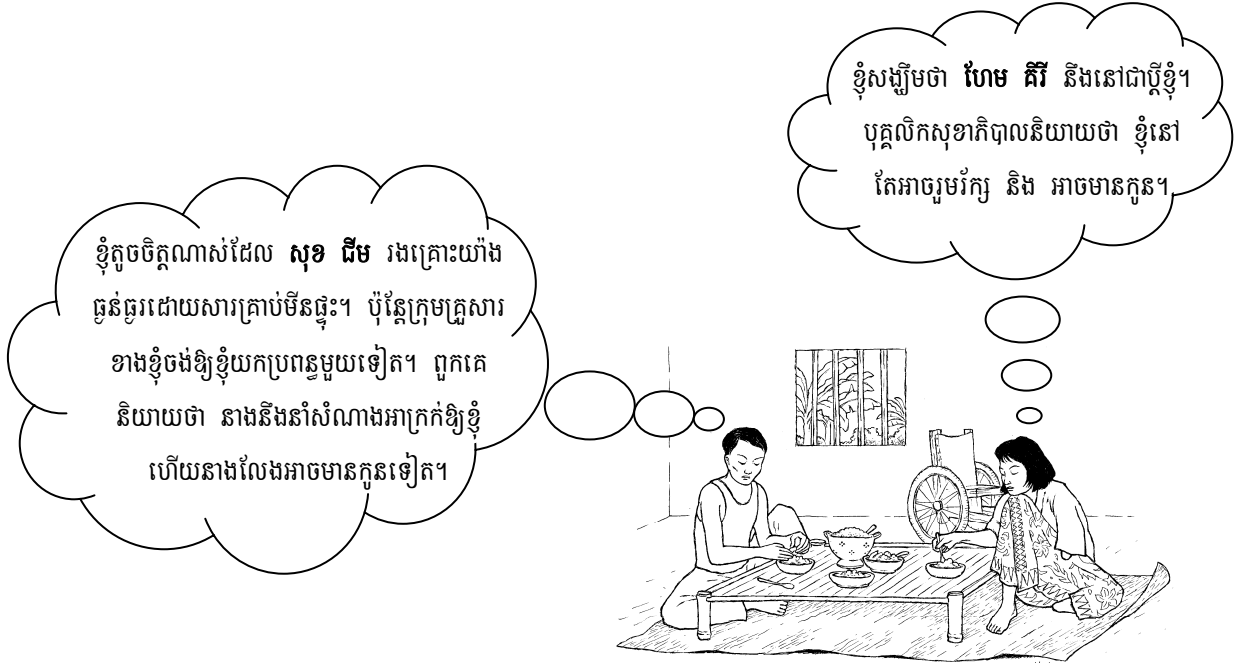 ខ្ញុំសង្ឃឹមថា ហែម គិរី នឹងនៅជាប្ដីខ្ញុំ។
បុគ្គលិកសុខាភិបាលនិយាយថា ខ្ញុំនៅ
តែអាចរួមរ័ក្ស និង អាចមានកូន។
ខ្ញុំតូចចិត្តណាស់ដែល សុខ ជីម រងគ្រោះយ៉ាង
ធ្ងន់ធ្ងរដោយសារគ្រាប់មីនផ្ទុះ។ ប៉ុន្តែក្រុមគ្រួសារ
ខាងខ្ញុំចង់ឱ្យខ្ញុំយកប្រពន្ធមួយទៀត។ ពួកគេ
និយាយថា នាងនឹងនាំសំណាងអាក្រក់ឱ្យខ្ញុំ
ហើយនាងលែងអាចមានកូនទៀត។